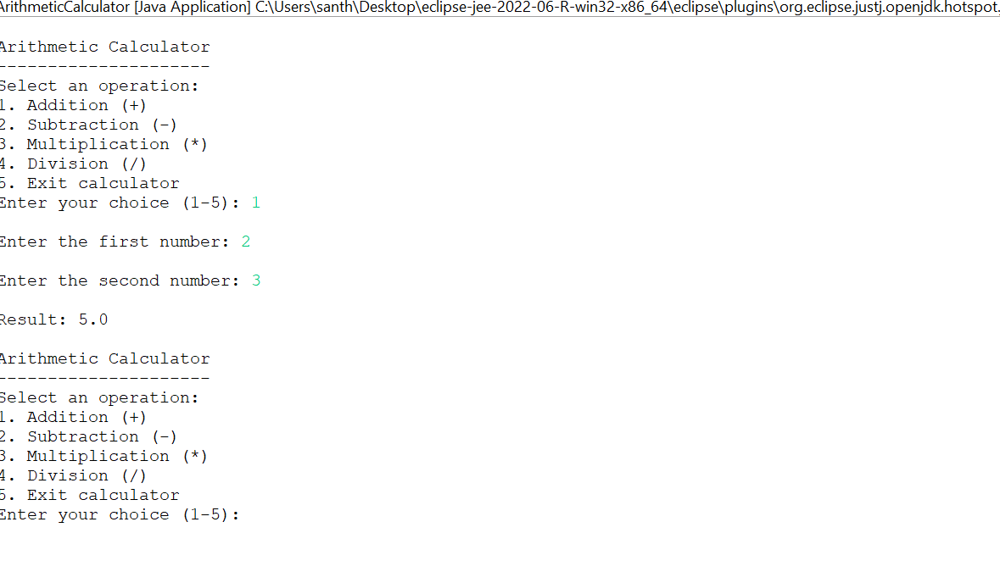 ArithmeticCalculator [Java Application] C:\Users\santh\Desktop\eclipse-jee-2022-06-R-win32-x86_64\eclipse\plugins\org.eclipse.justj.openjdk.hotspot.
Arithmetic Calculator
---------------------
Select an operation:
1. Addition (+)
2. Subtraction (-)
3. Multiplication (*)
4. Division (/)
5. Exit calculator
Enter your choice (1-5): 1
Enter the first number: 2
Enter the second number: 3
Result: 5.0
Arithmetic Calculator
---------------------
Select an operation:
1. Addition (+)
2. Subtraction (-)
3. Multiplication (*)
4. Division (/)
5. Exit calculator
Enter your choice (1-5):